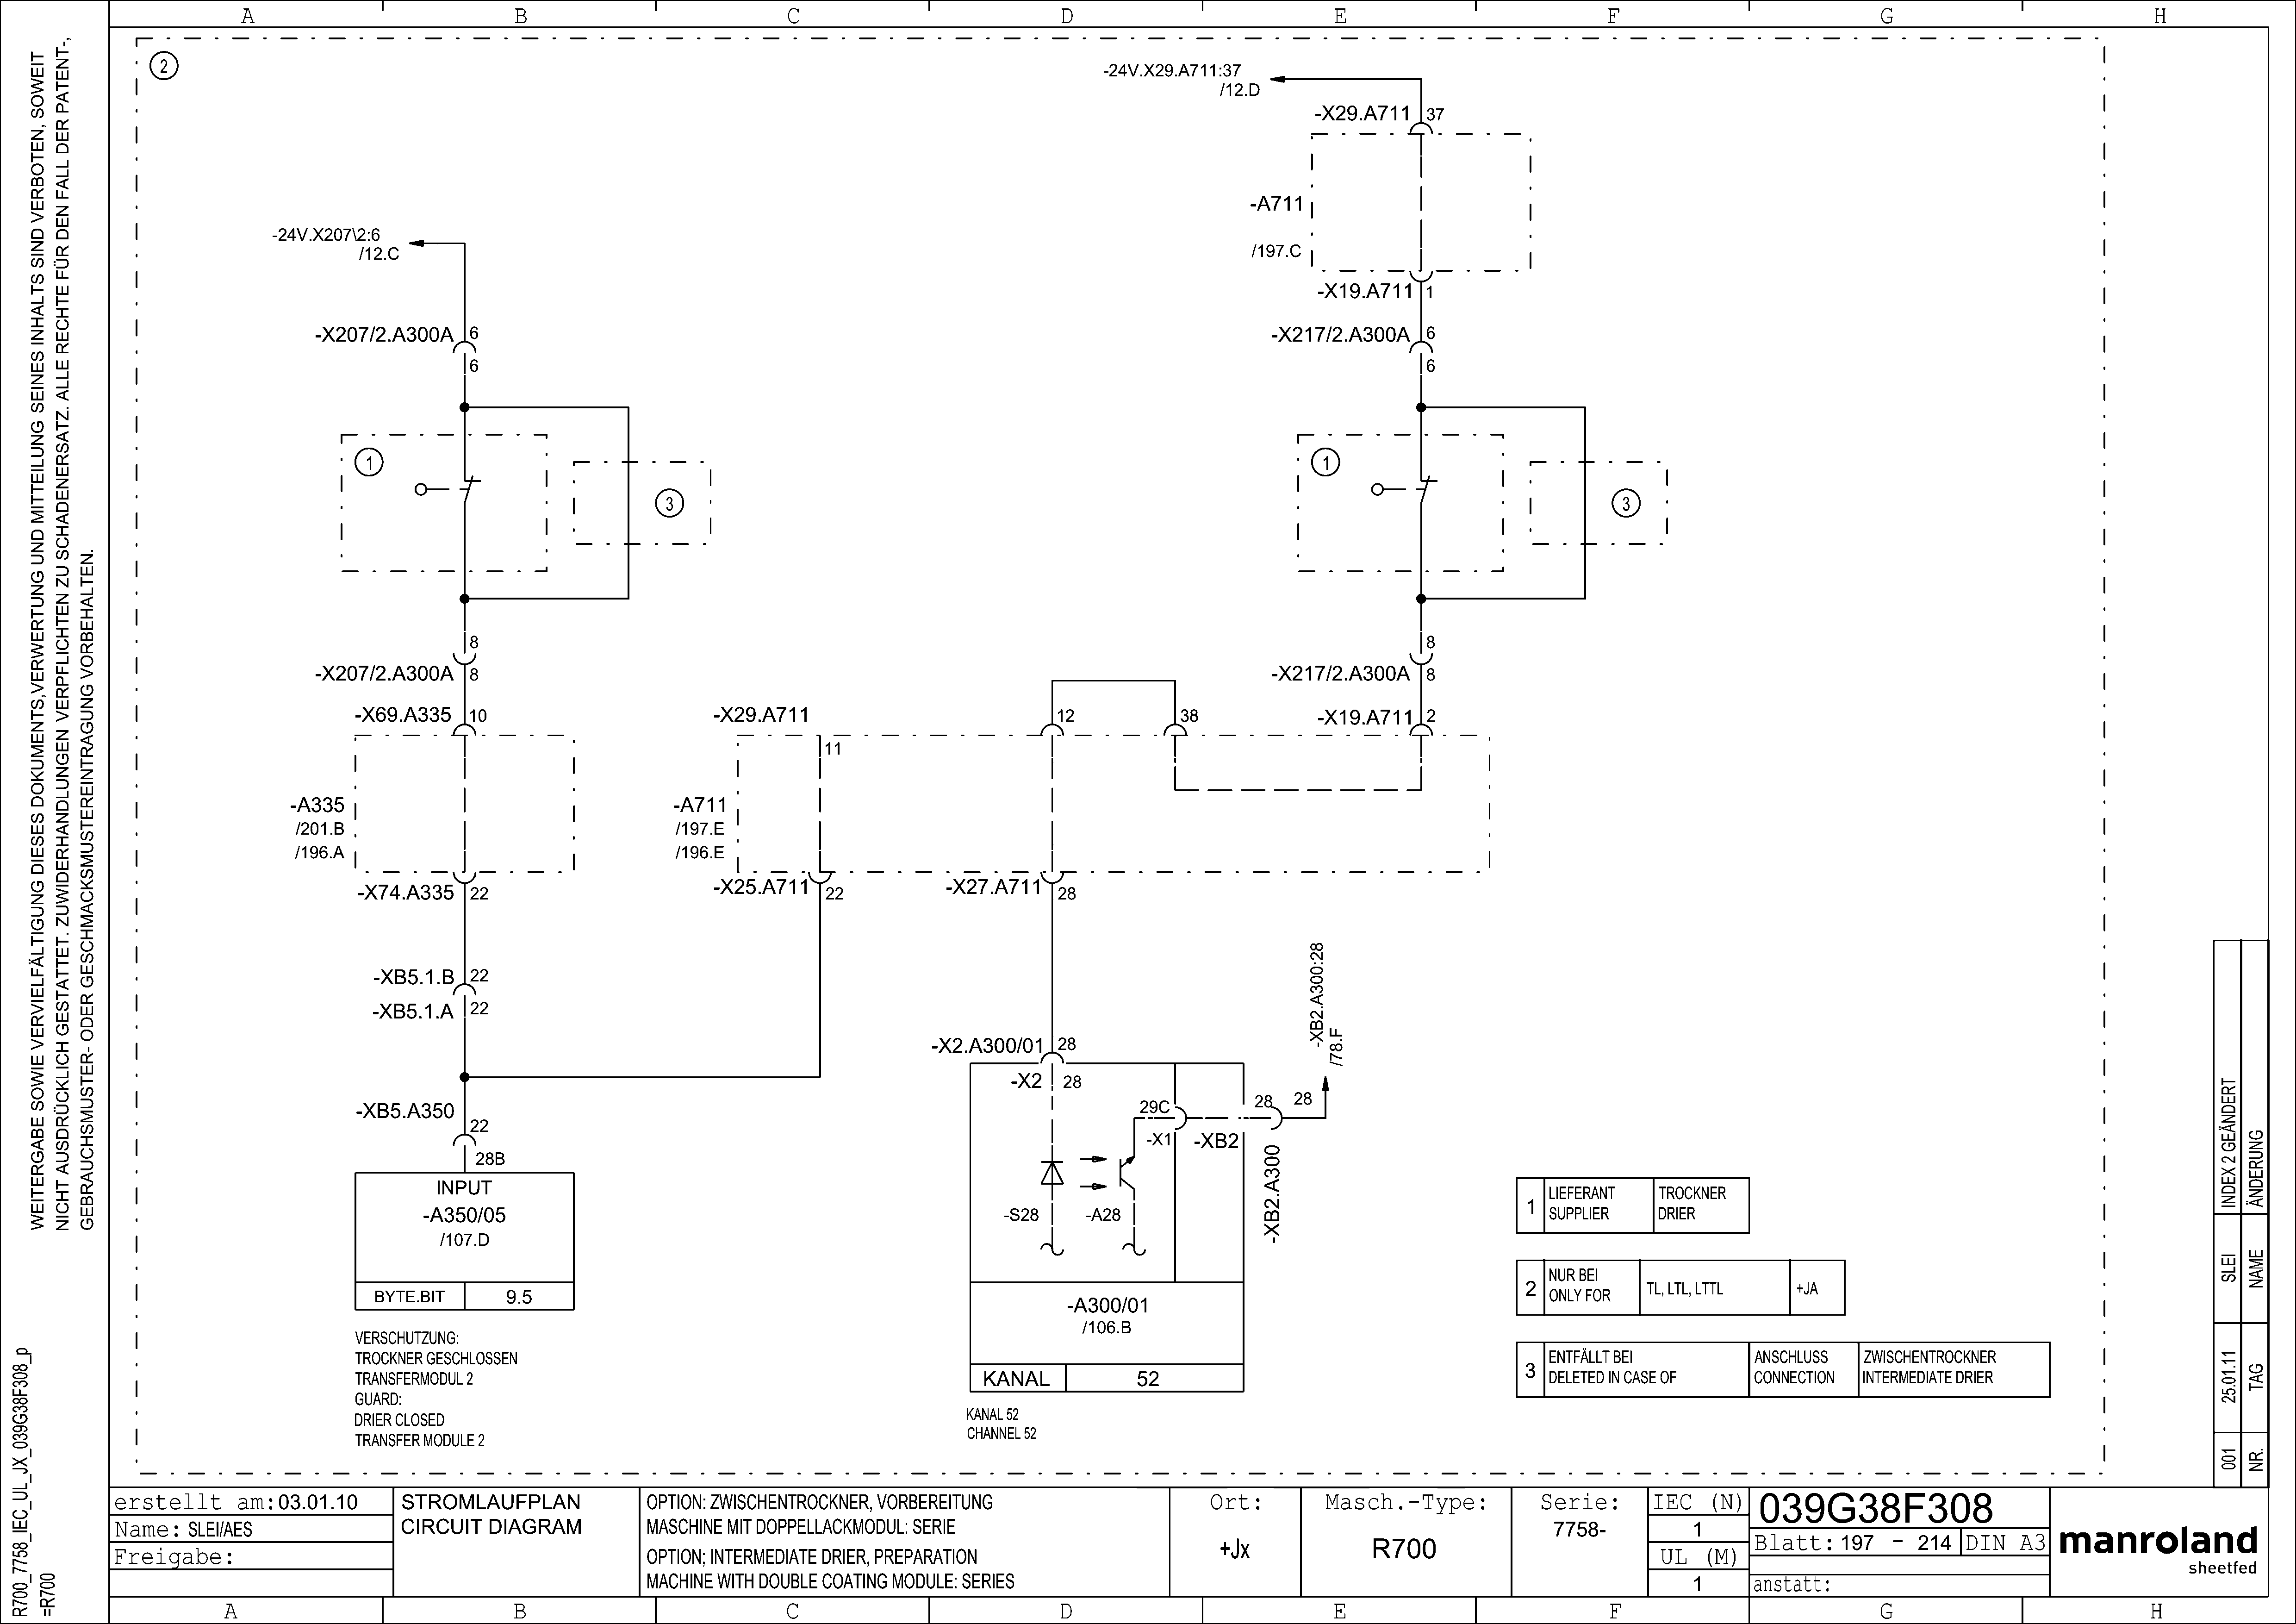 A B C D E F G H
WEITERGABE SOWIE VERVIELFÄLTIGUNG DIESES DOKUMENTS,VERWERTUNG UND MITTEILUNG SEINES INHALTS SIND VERBOTEN, SOWEIT
NICHT AUSDRÜCKLICH GESTATTET. ZUWIDERHANDLUNGEN VERPFLICHTEN ZU SCHADENERSATZ. ALLE RECHTE FÜR DEN FALL DER PATENT-,
GEBRAUCHSMUSTER- ODER GESCHMACKSMUSTEREINTRAGUNG VORBEHALTEN.
R700_7758_IEC_UL_JX_039G38F308_p
=R700
2
-24V.X207\2:6
/12.C
-X207/2.A300A 6
6
1
3
8
-X207/2.A300A 8
-X69.A335 10
-A335
/201.B
/196.A
-X74.A335 22
-XB5.1.B 22
-XB5.1.A 22
-XB5.A350
22
28B
INPUT
-A350/05
/107.D
BYTE.BIT 9.5
VERSCHUTZUNG:
TROCKNER GESCHLOSSEN
TRANSFERMODUL 2
GUARD:
DRIER CLOSED
TRANSFER MODULE 2
-24V.X29.A711:37
/12.D
-X29.A711 37
-A711
/197.C
-X19.A711 1
-X217/2.A300A 6
6
1
3
8
-X217/2.A300A 8
-X29.A711
11
12
38
-X19.A711 2
-A711
/197.E
/196.E
-X25.A711 22
-X27.A711 28
-X2.A300/01 28
-X2 28
29C
-X1
-XB2
28
28
-XB2.A300:28
/78.F
-XB2.A300
-S28
-A28
-A300/01
/106.B
KANAL 52
KANAL 52
CHANNEL 52
1
LIEFERANT TROCKNER
SUPPLIER DRIER
2
NUR BEI
ONLY FOR
TL, LTL, LTTL
+JA
3
ENTFÄLLT BEI ANSCHLUSS ZWISCHENTROCKNER
DELETED IN CASE OF CONNECTION INTERMEDIATE DRIER
001 25.01.11 SLEI INDEX 2 GEÄNDERT
NR. TAG NAME ÄNDERUNG
erstellt am: 03.01.10
Name: SLEI/AES
Freigabe:
STROMLAUFPLAN
CIRCUIT DIAGRAM
OPTION: ZWISCHENTROCKNER, VORBEREITUNG
MASCHINE MIT DOPPELLACKMODUL: SERIE
OPTION; INTERMEDIATE DRIER, PREPARATION
MACHINE WITH DOUBLE COATING MODULE: SERIES
Ort:
+Jx
Masch.-Type:
R700
Serie:
7758-
IEC (N)
1
UL (M)
1
039G38F308
Blatt: 197 - 214 DIN A3
anstatt:
manroland
sheetfed
A B C D E F G H